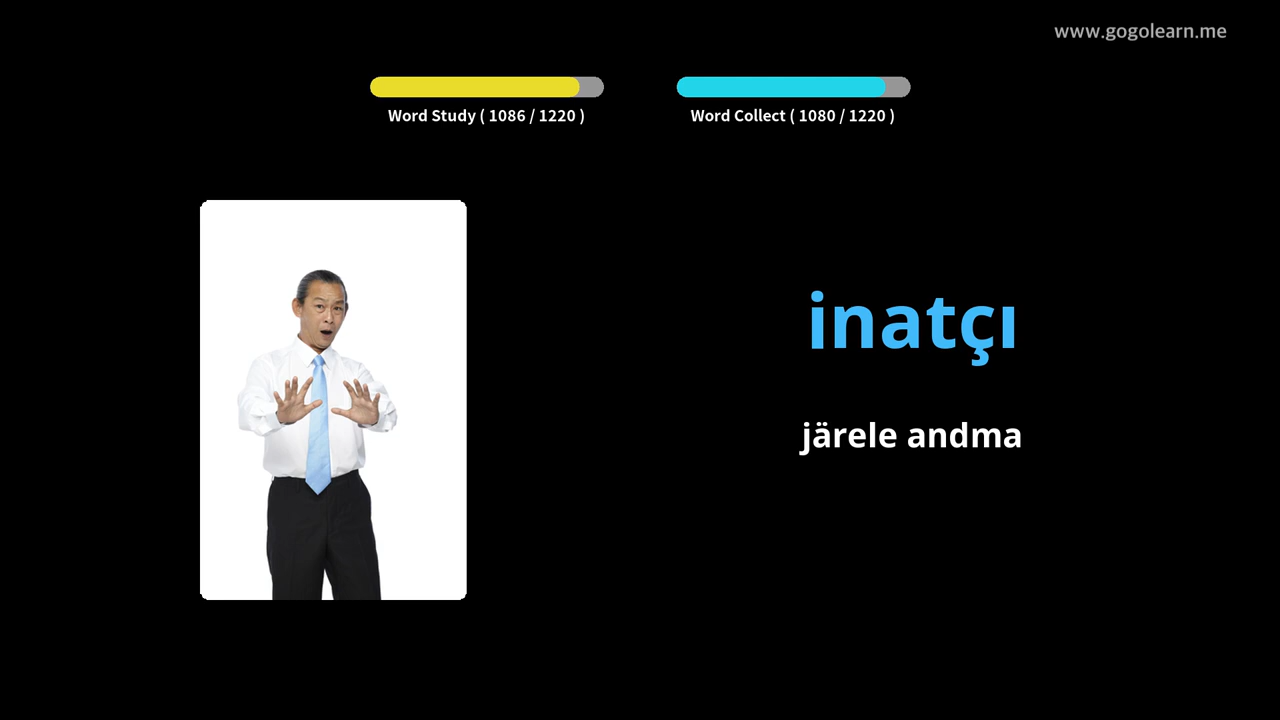 www.gogolearn.me
Word Study ( 1086 / 1220 )
Word Collect ( 1080 / 1220 )
inatçı
järele andma